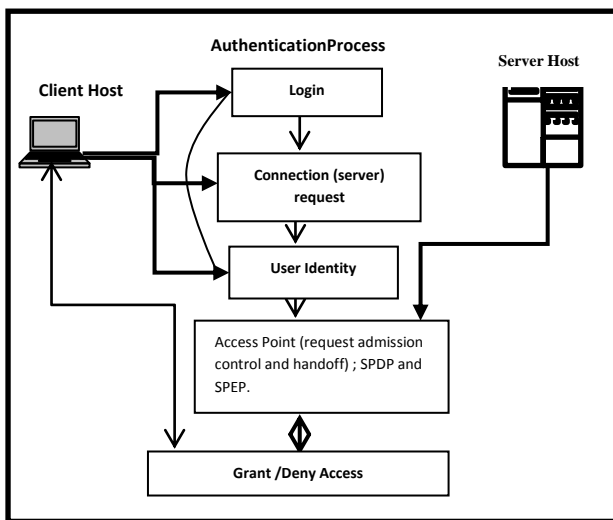 AuthenticationProcess
Server Host
Client Host
Login
Connection (server)
request
User Identity
Access Point (request admission
control and handoff) ; SPDP and
SPEP.
Grant /Deny Access